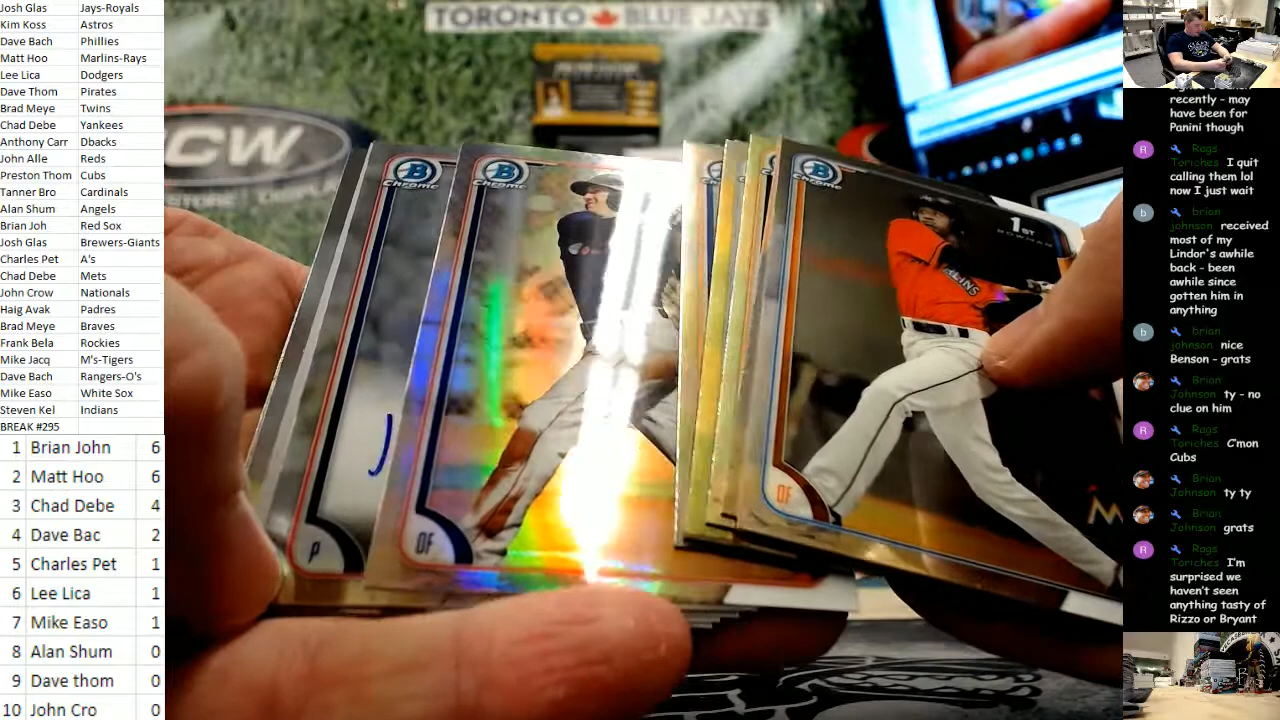 Josh Glas Jays-Royals
Kim Koss Astros
Dave Bach Phillies
Matt Hoo Marlins-Rays
Lee Lica Dodgers
Dave Thom Pirates
Brad Meye Twins
Chad Debe Yankees
Anthony Carr Dbacks
John Alle Reds
Preston Thom Cubs
Tanner Bro Cardinals
Alan Shum Angels
Brian Joh Red Sox
Josh Glas Brewers-Giants
Charles Pet A's
Chad Debe Mets
John Crow Nationals
Haig Avak Padres
Brad Meye Braves
Frank Bela Rockies
Mike Jacq M's-Tigers
Dave Bach Rangers-O's
Mike Easo White Sox
Steven Kel Indians
BREAK #295
1 Brian John 6
2 Matt Hoo 6
3 Chad Debe 4
4 Dave Bac 2
5 Charles Pet 1
6 Lee Lica 1
7 Mike Easo 1
8 Alan Shum 0
9 Dave thom 0
10 John Cro 0
TORONTO BLUE JAYS
CW
B
Chrome
P
B
Chrome
OF
B
Chrome
1ST
BOWMAN
OF
recently - may
have been for
Panini though
R Rags
Toriches I quit
calling them lol
now I just wait
b brian
johnson received
most of my
Lindor's awhile
back - been
awhile since
gotten him in
anything
b brian
johnson nice
Benson - grats
Brian
Johnson ty - no
clue on him
R Rags
Toriches C'mon
Cubs
Brian
Johnson ty ty
Brian
Johnson grats
R Rags
Toriches I'm
surprised we
haven't seen
anything tasty of
Rizzo or Bryant